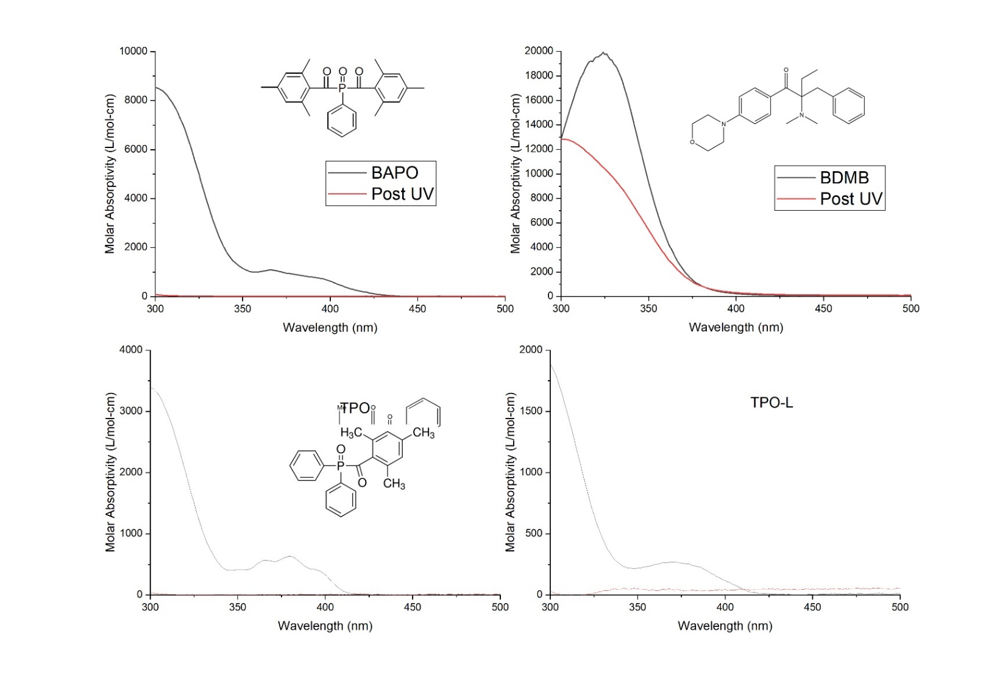 10000
8000
6000
4000
2000
0
300
350
400
450
500
Wavelength (nm)
Molar Absorptivity (L/mol-cm)
O
O
O
P
BAPO
Post UV
20000
18000
16000
14000
12000
10000
8000
6000
4000
2000
0
300
350
400
450
500
Wavelength (nm)
Molar Absorptivity (L/mol-cm)
O
N
N
O
BDMB
Post UV
4000
3000
2000
1000
0
300
350
400
450
500
Wavelength (nm)
Molar Absorptivity (L/mol-cm)
Me
TPO
O
O
H₃C
CH₃
O
P
O
CH₃
2000
1500
1000
500
0
300
350
400
450
500
Wavelength (nm)
Molar Absorptivity (L/mol-cm)
TPO-L